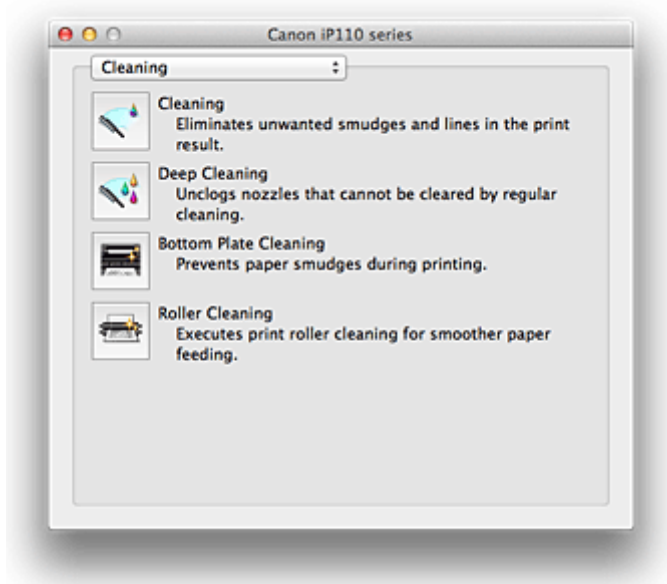 Canon iP110 series
Cleaning
Cleaning
Eliminates unwanted smudges and lines in the print
result.
Deep Cleaning
Unclogs nozzles that cannot be cleared by regular
cleaning.
Bottom Plate Cleaning
Prevents paper smudges during printing.
Roller Cleaning
Executes print roller cleaning for smoother paper
feeding.